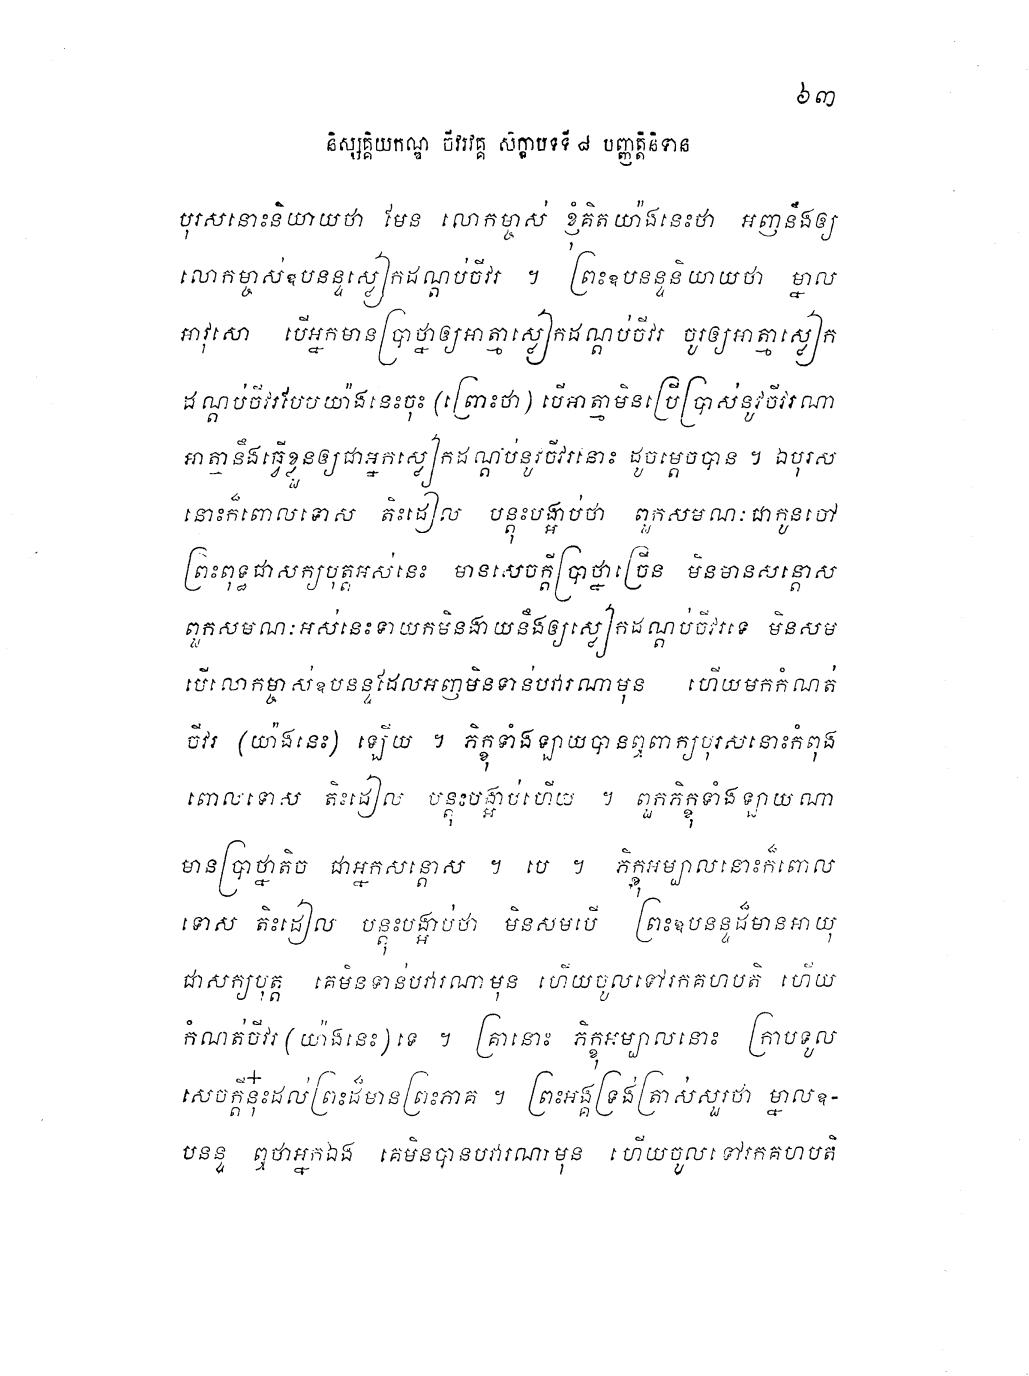 ៦៣
និស្សគ្គិយកណ្ឌ ចីវរវគ្គ សិក្ខាបទទី ៨ បញ្ញត្តិនិទាន
បុរសនោះនិយាយថា មែន លោកម្ចាស់ ខ្ញុំគិតយ៉ាងនេះថា អញនឹងឲ្យ
លោកម្ចាស់ឧបនន្ទស្លៀកដណ្តប់ចីវរ ។ ព្រះឧបនន្ទនិយាយថា ម្នាល
អាវុសោ បើអ្នកមានប្រាថ្នាឲ្យអាត្មាស្លៀកដណ្តប់ចីវរ ចូរឲ្យអាត្មាស្លៀក
ដណ្តប់ចីវរបែបយ៉ាងនេះចុះ (ព្រោះថា) បើអាត្មាមិនប្រើប្រាស់នូវចីវរណា
អាត្មានឹងធ្វើខ្លួនឲ្យជាអ្នកស្លៀកដណ្តប់នូវចីវរនោះ ដូចម្តេចបាន ។ ឯបុរស
នោះក៏ពោលទោស តិះដៀល បន្តុះបង្អាប់ថា ពួកសមណៈជាកូនចៅ
ព្រះពុទ្ធជាសក្យបុត្តអស់នេះ មានសេចក្តីប្រាថ្នាច្រើន មិនមានសន្តោស
ពួកសមណៈអស់នេះទាយកមិនងាយនឹងឲ្យស្លៀកដណ្តប់ចីវរទេ មិនសម
បើលោកម្ចាស់ឧបនន្ទដែលអញមិនទាន់បវារណាមុន ហើយមកកំណត់
ចីវរ (យ៉ាងនេះ) ឡើយ ។ ភិក្ខុទាំងឡាយបានឮពាក្យបុរសនោះកំពុង
ពោលទោស តិះដៀល បន្តុះបង្អាប់ហើយ ។ ពួកភិក្ខុទាំងឡាយណា
មានប្រាថ្នាតិច ជាអ្នកសន្តោស ។ បេ ។ ភិក្ខុអម្បាលនោះក៏ពោល
ទោស តិះដៀល បន្តុះបង្អាប់ថា មិនសមបើ ព្រះឧបនន្ទដ៏មានអាយុ
ជាសក្យបុត្ត គេមិនទាន់បវារណាមុន ហើយចូលទៅរកគហបតិ ហើយ
កំណត់ចីវរ (យ៉ាងនេះ) ទេ ។ គ្រានោះ ភិក្ខុអម្បាលនោះ ក្រាបទូល
សេចក្តីនុ៎ះដល់ព្រះដ៏មានព្រះភាគ ។ ព្រះអង្គទ្រង់ត្រាស់សួរថា ម្នាលឧ-
បនន្ទ ឮថាអ្នកឯង គេមិនបានបវារណាមុន ហើយចូលទៅរកគហបតិ